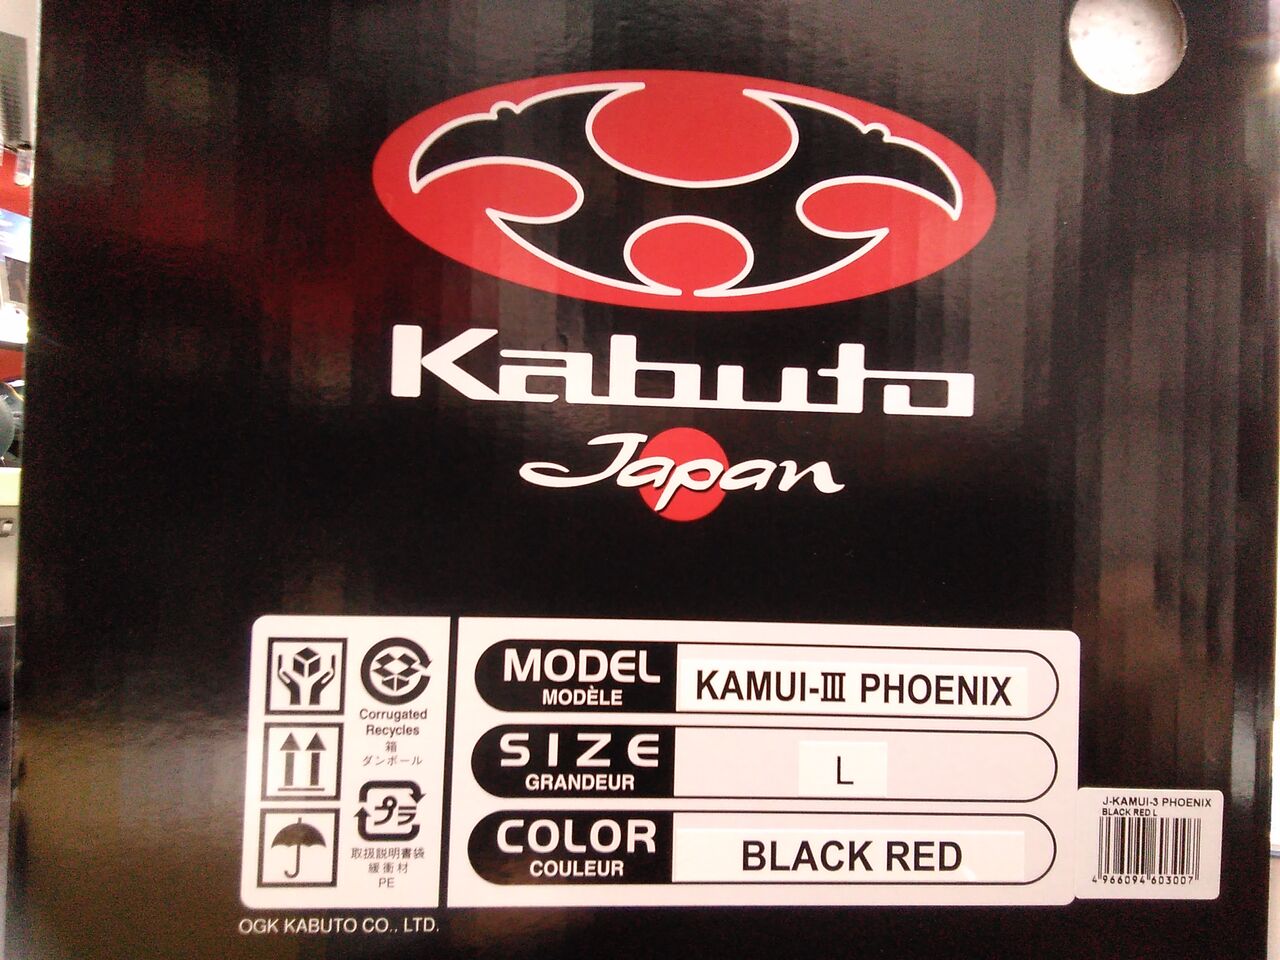 Kabuto
Japan
MODEL
MODÈLE
KAMUI-III PHOENIX
SIZE
GRANDEUR
L
COLOR
COULEUR
BLACK RED
Corrugated
Recycles
箱
ダンボール
プラ
取扱説明書袋
緩衝材
PE
J-KAMUI-3 PHOENIX
BLACK RED L
4966094603007
OGK KABUTO CO., LTD.